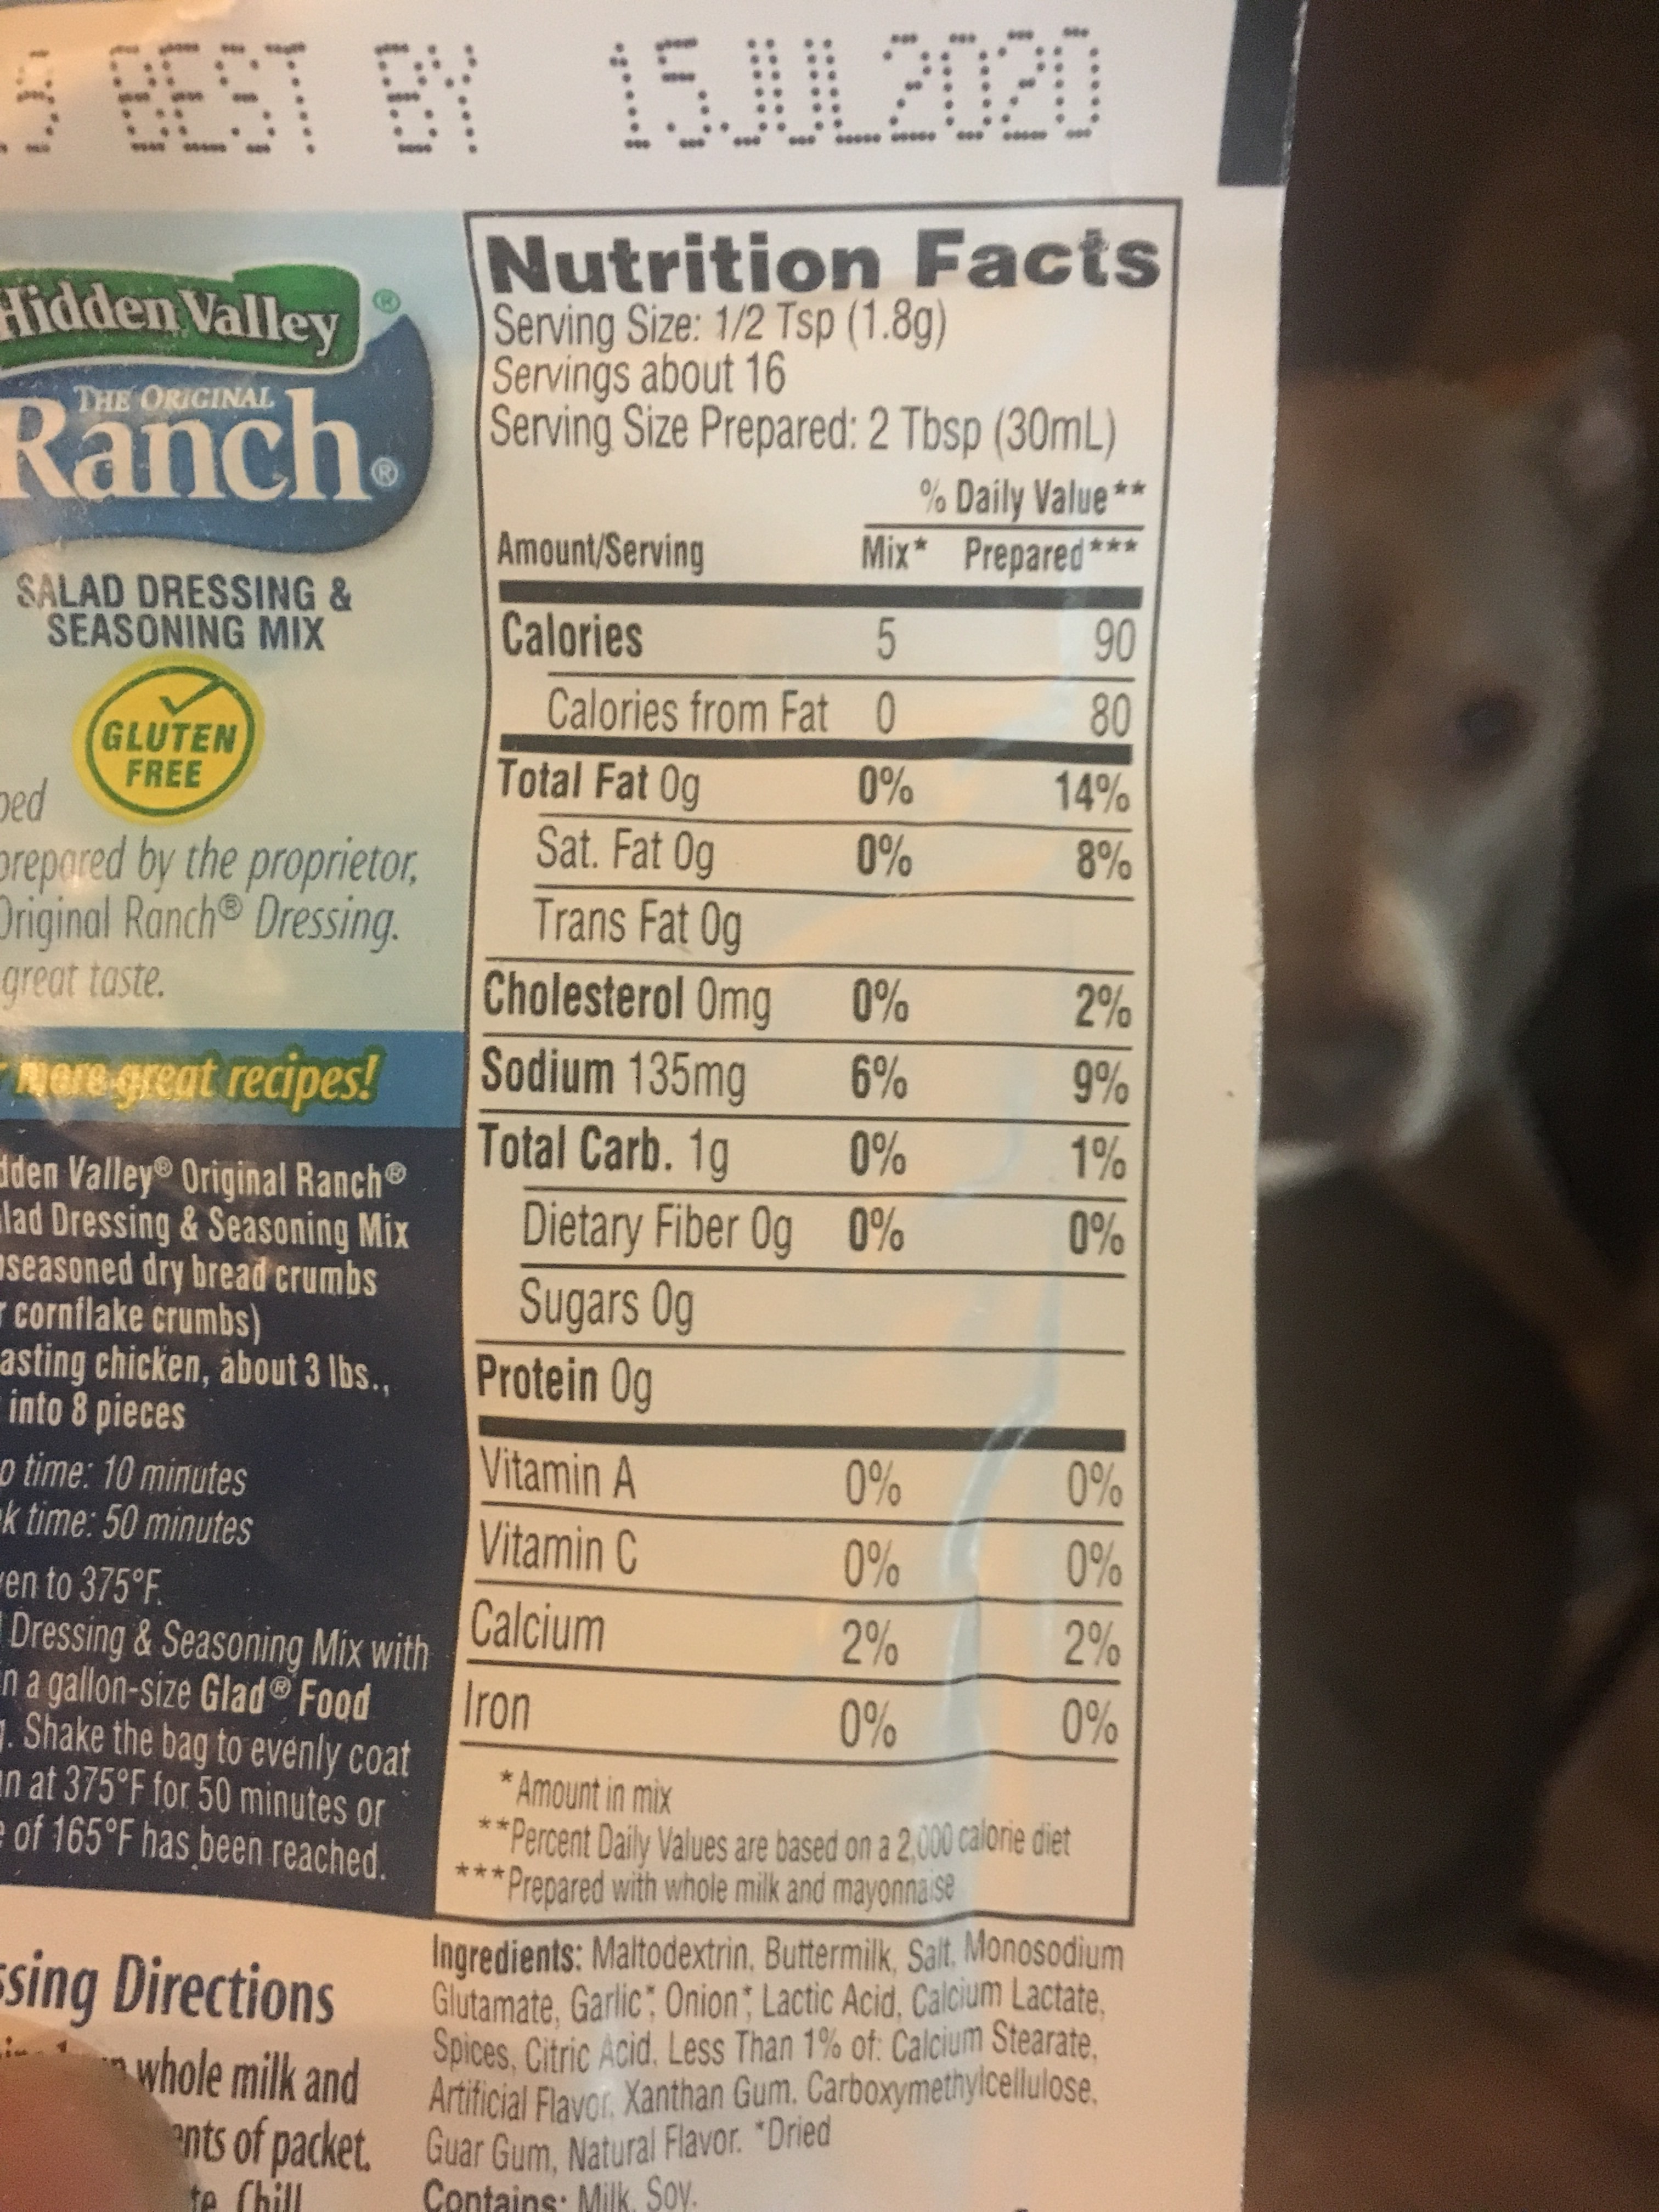 BEST BY 15JUL2020
Hidden Valley®
THE ORIGINAL
Ranch®
SALAD DRESSING &
SEASONING MIX
GLUTEN
FREE
prepared by the proprietor,
Original Ranch® Dressing.
great taste.
more great recipes!
Valley® Original Ranch®
Dressing & Seasoning Mix
dry bread crumbs
cornflake crumbs)
chicken, about 3 lbs.,
into 8 pieces
time: 10 minutes
time: 50 minutes
to 375°F.
Dressing & Seasoning Mix with
a gallon-size Glad® Food
. Shake the bag to evenly coat
at 375°F for 50 minutes or
of 165°F has been reached.
Directions
whole milk and
of packet.
Chill
Nutrition Facts
Serving Size: 1/2 Tsp (1.8g)
Servings about 16
Serving Size Prepared: 2 Tbsp (30mL)
% Daily Value**
Amount/Serving Mix* Prepared***
Calories 5 90
Calories from Fat 0 80
Total Fat 0g 0% 14%
Sat. Fat 0g 0% 8%
Trans Fat 0g
Cholesterol 0mg 0% 2%
Sodium 135mg 6% 9%
Total Carb. 1g 0% 1%
Dietary Fiber 0g 0% 0%
Sugars 0g
Protein 0g
Vitamin A 0% 0%
Vitamin C 0% 0%
Calcium 2% 2%
Iron 0% 0%
*Amount in mix
**Percent Daily Values are based on a 2,000 calorie diet
***Prepared with whole milk and mayonnaise
Ingredients: Maltodextrin, Buttermilk, Salt, Monosodium
Glutamate, Garlic*, Onion*, Lactic Acid, Calcium Lactate,
Spices, Citric Acid, Less Than 1% of: Calcium Stearate,
Artificial Flavor, Xanthan Gum, Carboxymethylcellulose,
Guar Gum, Natural Flavor. *Dried
Contains: Milk, Soy.